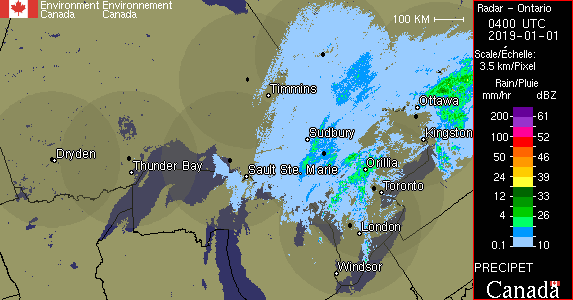 Environment Environnement
Canada Canada
100 KM
Timmins
Ottawa
Sudbury
Kingston
Dryden
Thunder Bay
Sault Ste. Marie
Orillia
Toronto
London
Windsor
Radar - Ontario
0400 UTC
2019-01-01
Scale/Échelle:
3.5 km/Pixel
Rain/Pluie
mm/hr dBZ
200 61
100 52
50 46
24 39
12 33
4 26
1 18
0.1 10
PRECIPET
Canada